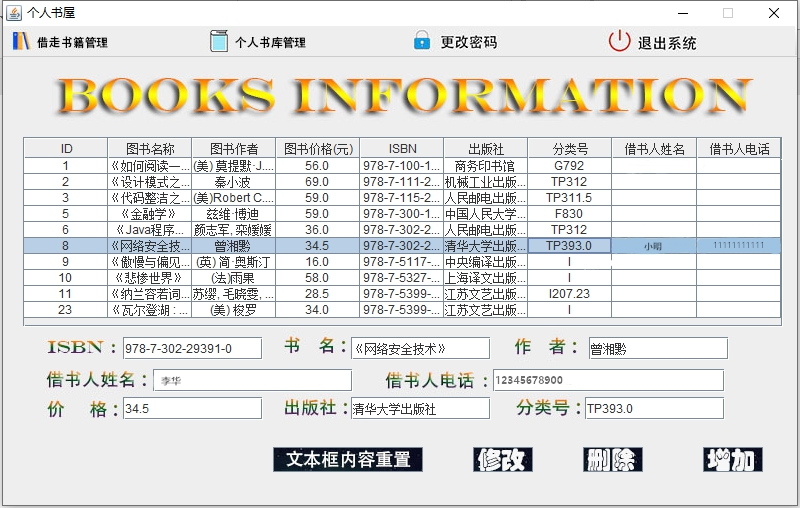 个人书屋
借走书籍管理 个人书库管理 更改密码 退出系统
BOOKS INFORMATION
ID 图书名称 图书作者 图书价格(元) ISBN 出版社 分类号 借书人姓名 借书人电话
1 《如何阅读一... (美) 莫提默·J.... 56.0 978-7-100-1... 商务印书馆 G792
2 《设计模式之... 秦小波 69.0 978-7-111-2... 机械工业出版... TP312
3 《代码整洁之... (美)Robert C.... 59.0 978-7-115-2... 人民邮电出版... TP311.5
5 《金融学》 兹维·博迪 59.0 978-7-300-1... 中国人民大学... F830
6 《Java程序... 颜志军, 栾媛媛 36.0 978-7-302-2... 人民邮电出版... TP312
8 《网络安全技... 曾湘黔 34.5 978-7-302-2... 清华大学出版... TP393.0 小明 11111111111
9 《傲慢与偏见... (英) 简·奥斯汀 16.0 978-7-5117-... 中央编译出版... I
10 《悲惨世界》 (法)雨果 58.0 978-7-5327-... 上海译文出版... I
11 《纳兰容若词... 苏缨, 毛晓雯, ... 28.5 978-7-5399-... 江苏文艺出版... I207.23
23 《瓦尔登湖 : ... (美) 梭罗 34.0 978-7-5399-... 江苏文艺出版... I
ISBN : 978-7-302-29391-0 书 名: 《网络安全技术》 作 者: 曾湘黔
借书人姓名: 李华 借书人电话: 12345678900
价 格: 34.5 出版社: 清华大学出版社 分类号: TP393.0
文本框内容重置 修改 删除 增加